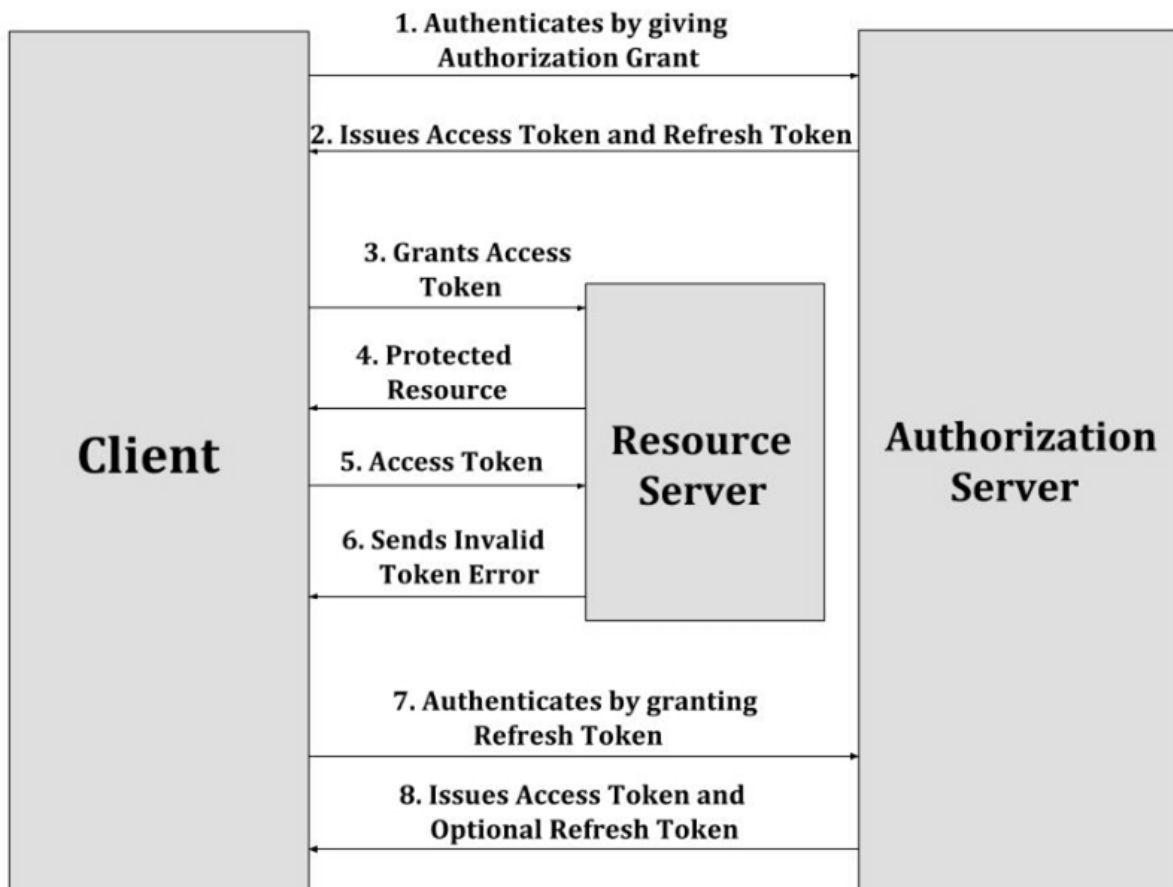 1. Authenticates by giving
Authorization Grant
2. Issues Access Token and Refresh Token
3. Grants Access
Token
4. Protected
Resource
5. Access Token
6. Sends Invalid
Token Error
Client
Resource
Server
Authorization
Server
7. Authenticates by granting
Refresh Token
8. Issues Access Token and
Optional Refresh Token